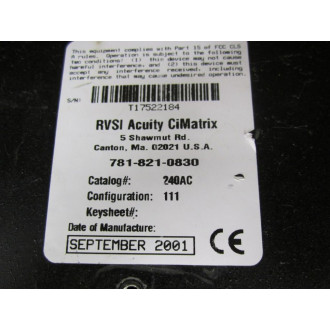 This equipment complies with Part 15 of FCC CLS
A rules. Operation is subject to the following
two conditions: (1) this device may not cause
harmful interference; and (2) this device must
accept any interference received, including
interference that may cause undesired operation.
S/N:
T17522184
RVSI Acuity CiMatrix
5 Shawmut Rd.
Canton, Ma. 02021 U.S.A.
781-821-0830
Catalog#: 240AC
Configuration: 111
Keysheet#:
Date of Manufacture:
SEPTEMBER 2001 CE